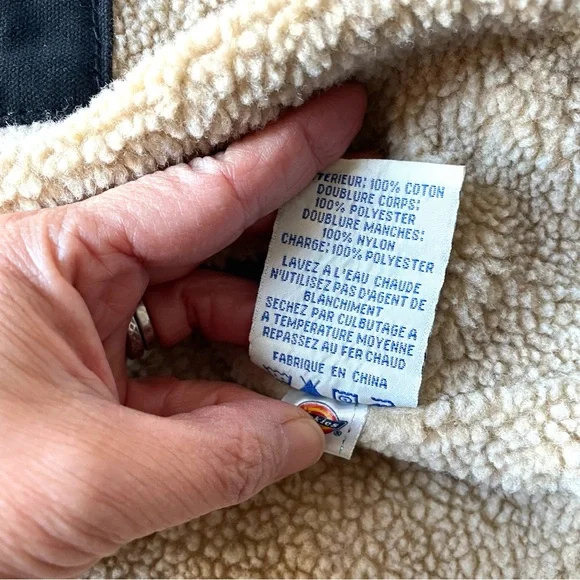 TERIEUR: 100% COTON
DOUBLURE CORPS:
100% POLYESTER
DOUBLURE MANCHES:
100% NYLON
CHARGE: 100% POLYESTER
LAVEZ A L'EAU CHAUDE
N'UTILISEZ PAS D'AGENT DE
BLANCHIMENT
SECHEZ PAR CULBUTAGE A
A TEMPERATURE MOYENNE
REPASSEZ AU FER CHAUD
FABRIQUE EN CHINA